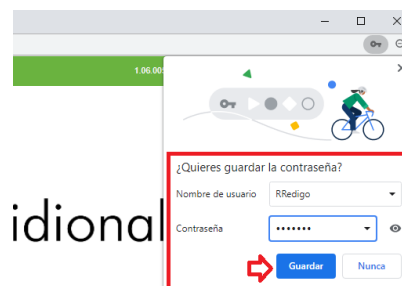 1.06.00
idional
¿Quieres guardar la contraseña?
Nombre de usuario RRedigo
Contraseña •••••••
Guardar Nunca